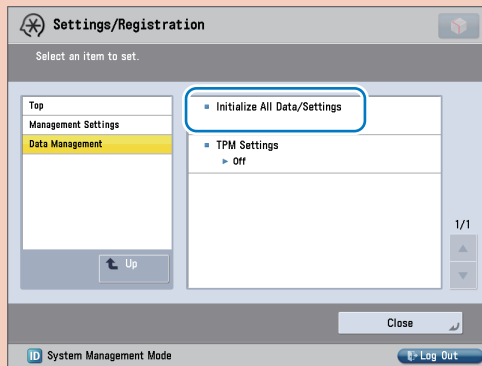 Settings/Registration
Select an item to set.
Top
Management Settings
Data Management
Up
Initialize All Data/Settings
TPM Settings
Off
1/1
Close
ID System Management Mode
Log Out